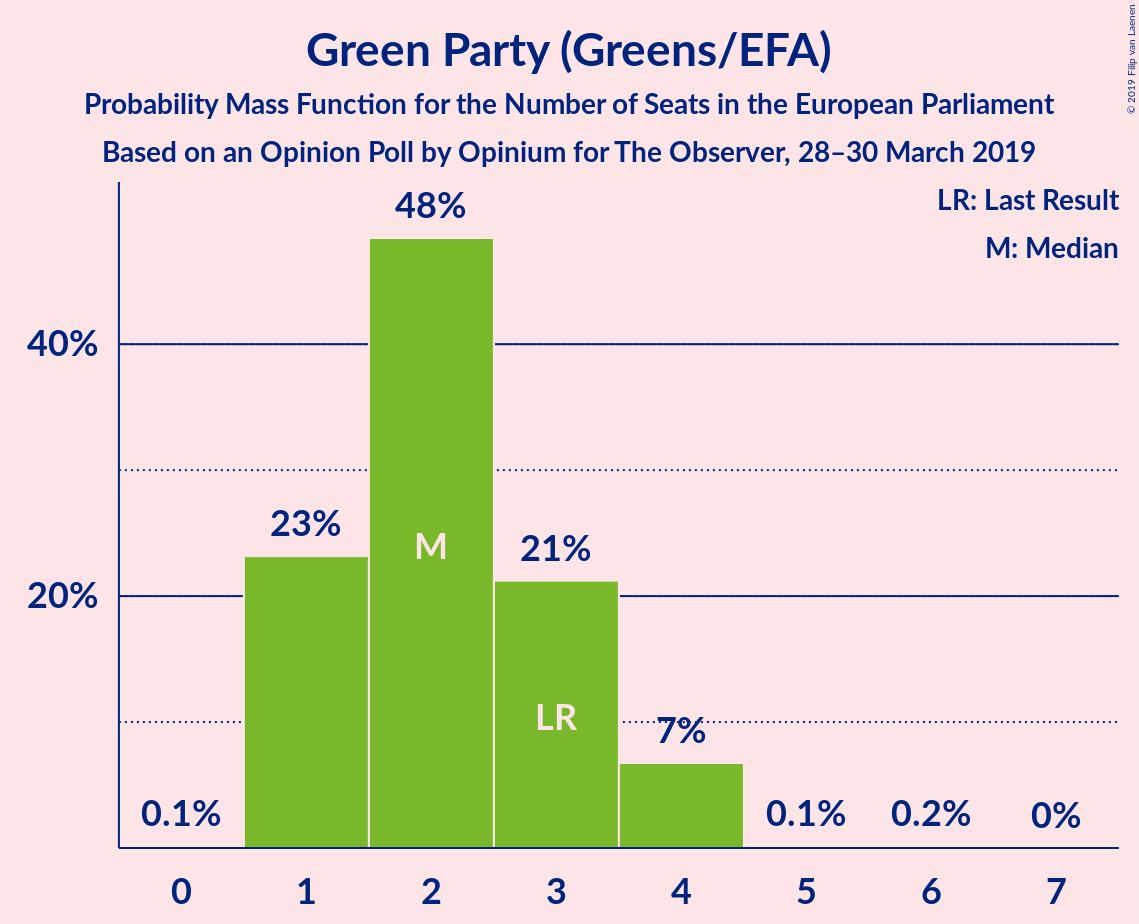 Green Party (Greens/EFA)
Probability Mass Function for the Number of Seats in the European Parliament
Based on an Opinion Poll by Opinium for The Observer, 28–30 March 2019
© 2019 Filip van Laenen
LR: Last Result
M: Median
48%
40%
23%
M
21%
20%
LR
7%
0.1%
0.1%
0.2%
0%
0 1 2 3 4 5 6 7